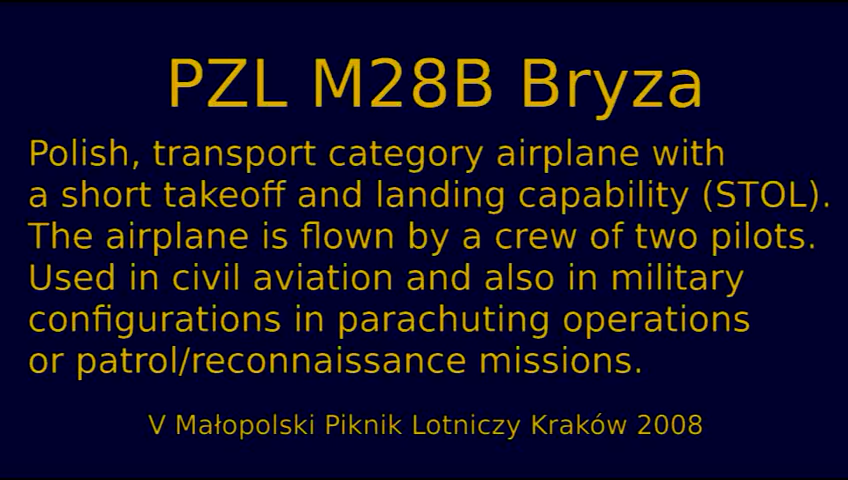 PZL M28B Bryza
Polish, transport category airplane with
a short takeoff and landing capability (STOL).
The airplane is flown by a crew of two pilots.
Used in civil aviation and also in military
configurations in parachuting operations
or patrol/reconnaissance missions.
V Małopolski Piknik Lotniczy Kraków 2008